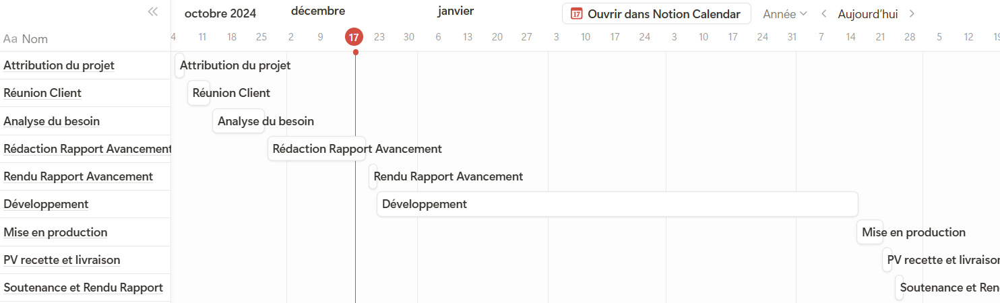 octobre 2024 décembre janvier Ouvrir dans Notion Calendar Année Aujourd'hui
Aa Nom 4 11 18 25 2 9 17 23 30 6 13 20 27 3 10 17 24 3 10 17 24 31 7 14 21 28 5 12 19
Attribution du projet Attribution du projet
Réunion Client Réunion Client
Analyse du besoin Analyse du besoin
Rédaction Rapport Avancement Rédaction Rapport Avancement
Rendu Rapport Avancement Rendu Rapport Avancement
Développement Développement
Mise en production Mise en production
PV recette et livraison PV recette et livraison
Soutenance et Rendu Rapport Soutenance et Ren